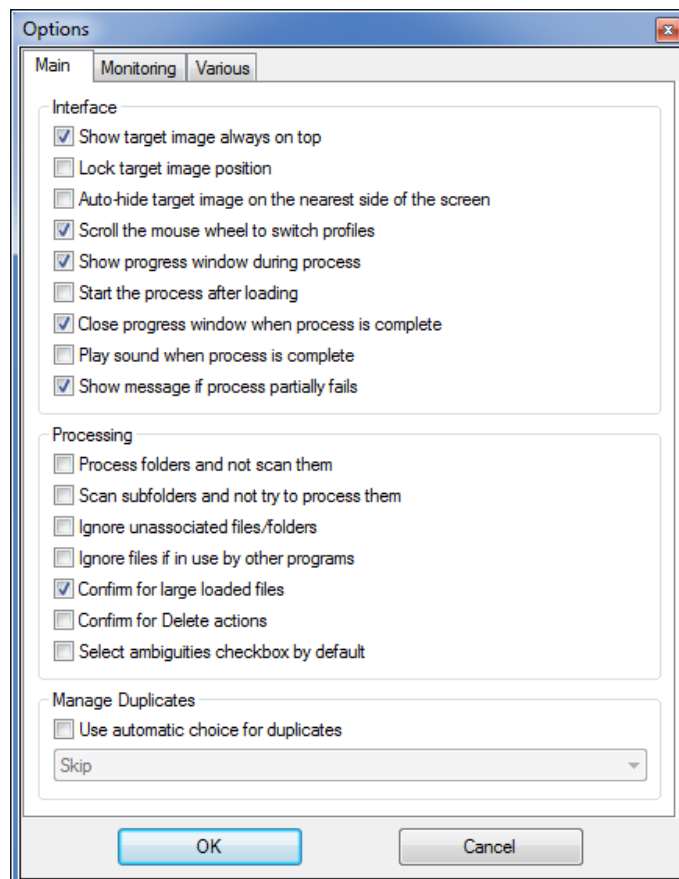 Options
Main
Monitoring
Various
Interface
Show target image always on top
Lock target image position
Auto-hide target image on the nearest side of the screen
Scroll the mouse wheel to switch profiles
Show progress window during process
Start the process after loading
Close progress window when process is complete
Play sound when process is complete
Show message if process partially fails
Processing
Process folders and not scan them
Scan subfolders and not try to process them
Ignore unassociated files/folders
Ignore files if in use by other programs
Confirm for large loaded files
Confirm for Delete actions
Select ambiguities checkbox by default
Manage Duplicates
Use automatic choice for duplicates
Skip
OK
Cancel